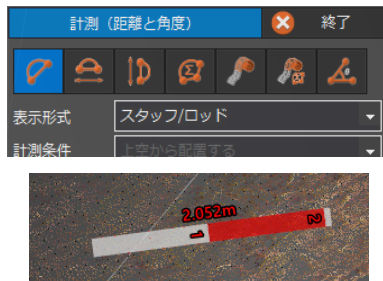 計測（距離と角度）
終了
表示形式 スタッフ/ロッド
計測条件 上空から配置する
2.052m
1 2